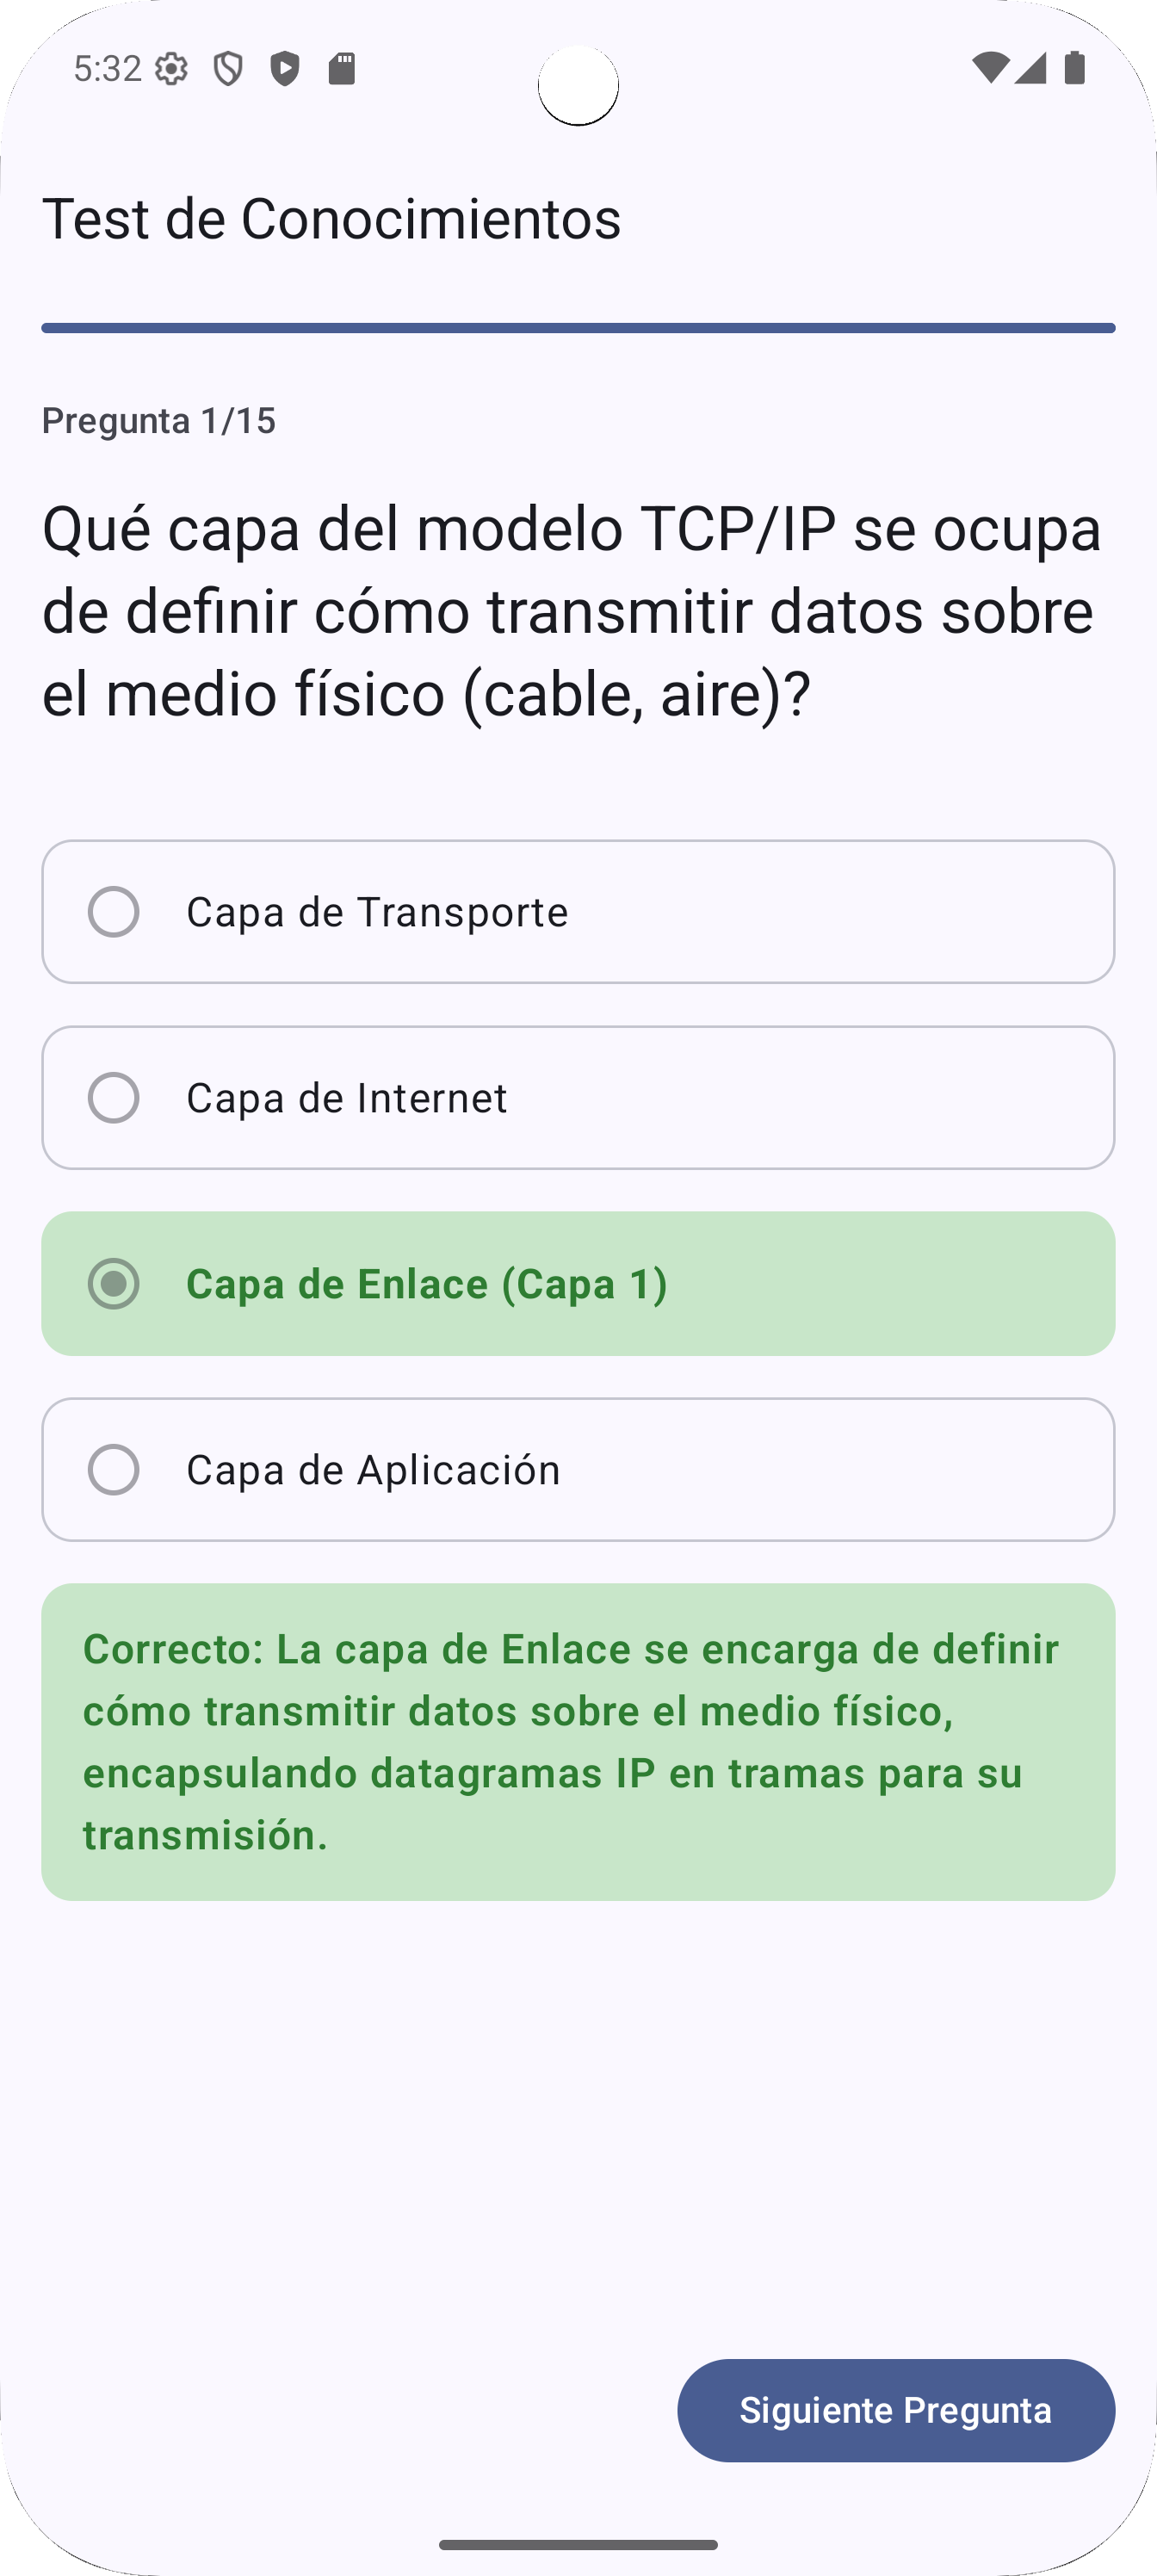 5:32
Test de Conocimientos
Pregunta 1/15
Qué capa del modelo TCP/IP se ocupa
de definir cómo transmitir datos sobre
el medio físico (cable, aire)?
Capa de Transporte
Capa de Internet
Capa de Enlace (Capa 1)
Capa de Aplicación
Correcto: La capa de Enlace se encarga de definir
cómo transmitir datos sobre el medio físico,
encapsulando datagramas IP en tramas para su
transmisión.
Siguiente Pregunta